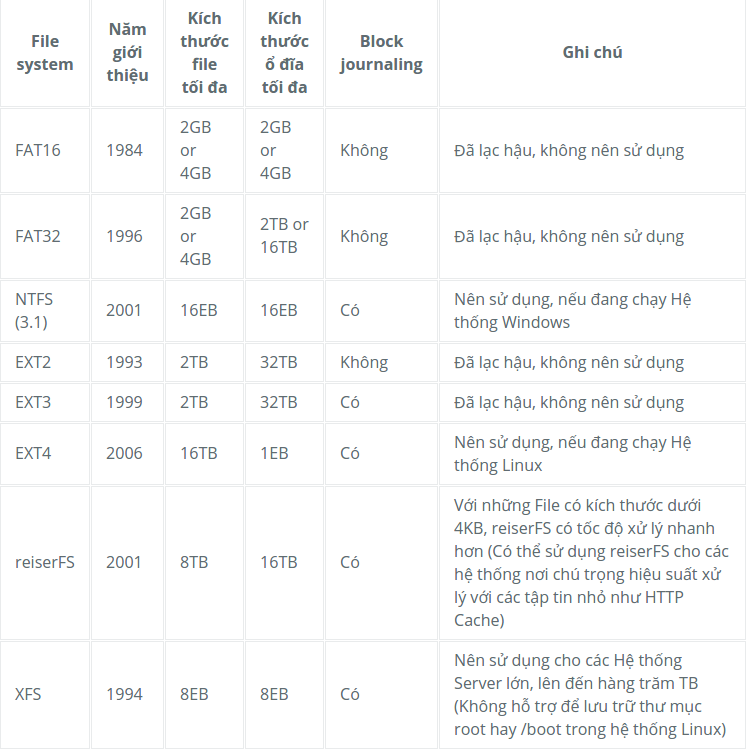 File system
Năm giới thiệu
Kích thước file tối đa
Kích thước ổ đĩa tối đa
Block journaling
Ghi chú
FAT16
1984
2GB or 4GB
2GB or 4GB
Không
Đã lạc hậu, không nên sử dụng
FAT32
1996
2GB or 4GB
2TB or 16TB
Không
Đã lạc hậu, không nên sử dụng
NTFS (3.1)
2001
16EB
16EB
Có
Nên sử dụng, nếu đang chạy Hệ
thống Windows
EXT2
1993
2TB
32TB
Không
Đã lạc hậu, không nên sử dụng
EXT3
1999
2TB
32TB
Có
Đã lạc hậu, không nên sử dụng
EXT4
2006
16TB
1EB
Có
Nên sử dụng, nếu đang chạy Hệ
thống Linux
reiserFS
2001
8TB
16TB
Có
Với những File có kích thước dưới
4KB, reiserFS có tốc độ xử lý nhanh
hơn (Có thể sử dụng reiserFS cho các
hệ thống nơi chú trọng hiệu suất xử
lý với các tập tin nhỏ như HTTP
Cache)
XFS
1994
8EB
8EB
Có
Nên sử dụng cho các Hệ thống
Server lớn, lên đến hàng trăm TB
(Không hỗ trợ để lưu trữ thư mục
root hay /boot trong hệ thống Linux)